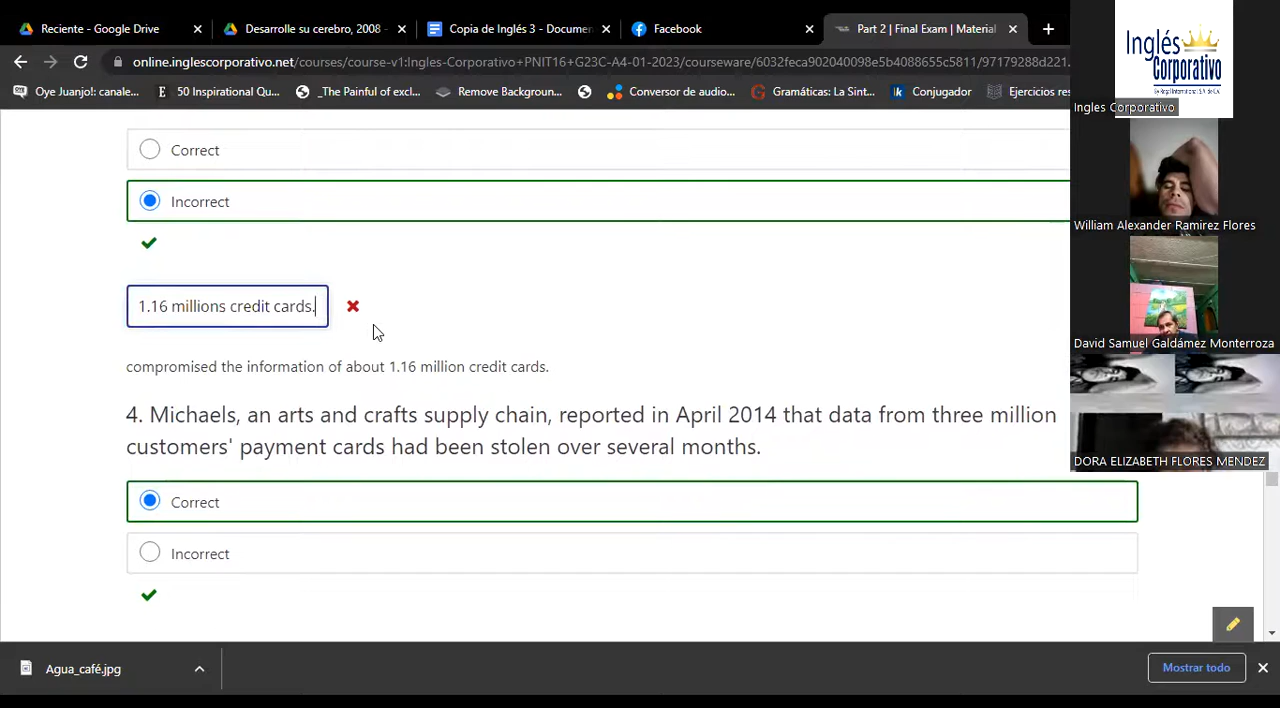 Reciente - Google Drive
Desarrolle su cerebro, 2008 -
Copia de Inglés 3 - Documen
Facebook
Part 2 | Final Exam | Material
online.inglescorporativo.net/courses/course-v1:Ingles-Corporativo+PNIT16+G23C-A4-01-2023/courseware/6032feca902040098e5b4088655c5811/97179288d221.
Oye Juanjo!: canale...
50 Inspirational Qu...
_The Painful of excl...
Remove Background...
Conversor de audio...
Gramáticas: La Sint...
Conjugador
Ejercicios res
Inglés
Corporativo
Ingles Corporativo
William Alexander Ramirez Flores
David Samuel Galdámez Monterroza
DORA ELIZABETH FLORES MENDEZ
Correct
Incorrect
1.16 millions credit cards.
compromised the information of about 1.16 million credit cards.
4. Michaels, an arts and crafts supply chain, reported in April 2014 that data from three million
customers' payment cards had been stolen over several months.
Correct
Incorrect
Agua_café.jpg
Mostrar todo